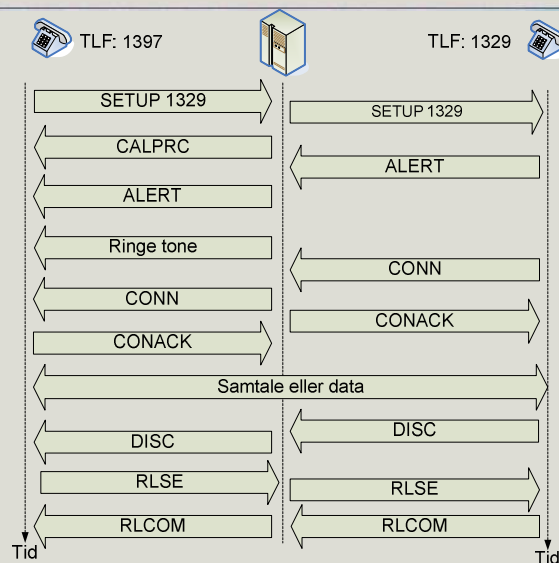 TLF: 1397
TLF: 1329
SETUP 1329
SETUP 1329
CALPRC
ALERT
ALERT
Ringe tone
CONN
CONN
CONACK
CONACK
Samtale eller data
DISC
DISC
RLSE
RLSE
RLCOM
RLCOM
Tid
Tid